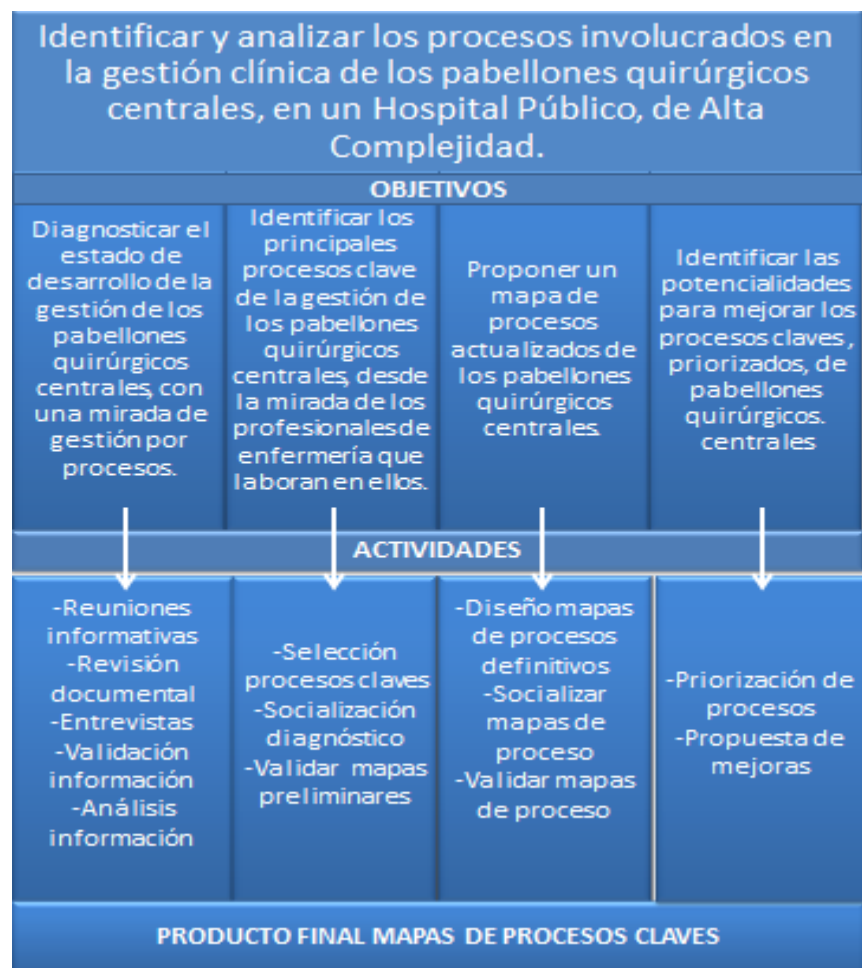 Identificar y analizar los procesos involucrados en
la gestión clínica de los pabellones quirúrgicos
centrales, en un Hospital Público, de Alta
Complejidad.
OBJETIVOS
Diagnosticar el
estado de
desarrollo de la
gestión de los
pabellones
quirúrgicos
centrales, con
una mirada de
gestión por
procesos.
Identificar los
principales
procesos clave
de la gestión de
los pabellones
quirúrgicos
centrales, desde
la mirada de los
profesionales de
enfermería que
laboran en ellos.
Proponer un
mapa de
procesos
actualizados de
los pabellones
quirúrgicos
centrales.
Identificar las
potencialidades
para mejorar los
procesos claves,
priorizados, de
pabellones
quirúrgicos.
centrales
ACTIVIDADES
-Reuniones
informativas
-Revisión
documental
-Entrevistas
-Validación
información
-Análisis
información
-Selección
procesos claves
-Socialización
diagnóstico
-Validar mapas
preliminares
-Diseño mapas
de procesos
definitivos
-Socializar
mapas de
proceso
-Validar mapas
de proceso
-Priorización de
procesos
-Propuesta de
mejoras
PRODUCTO FINAL MAPAS DE PROCESOS CLAVES